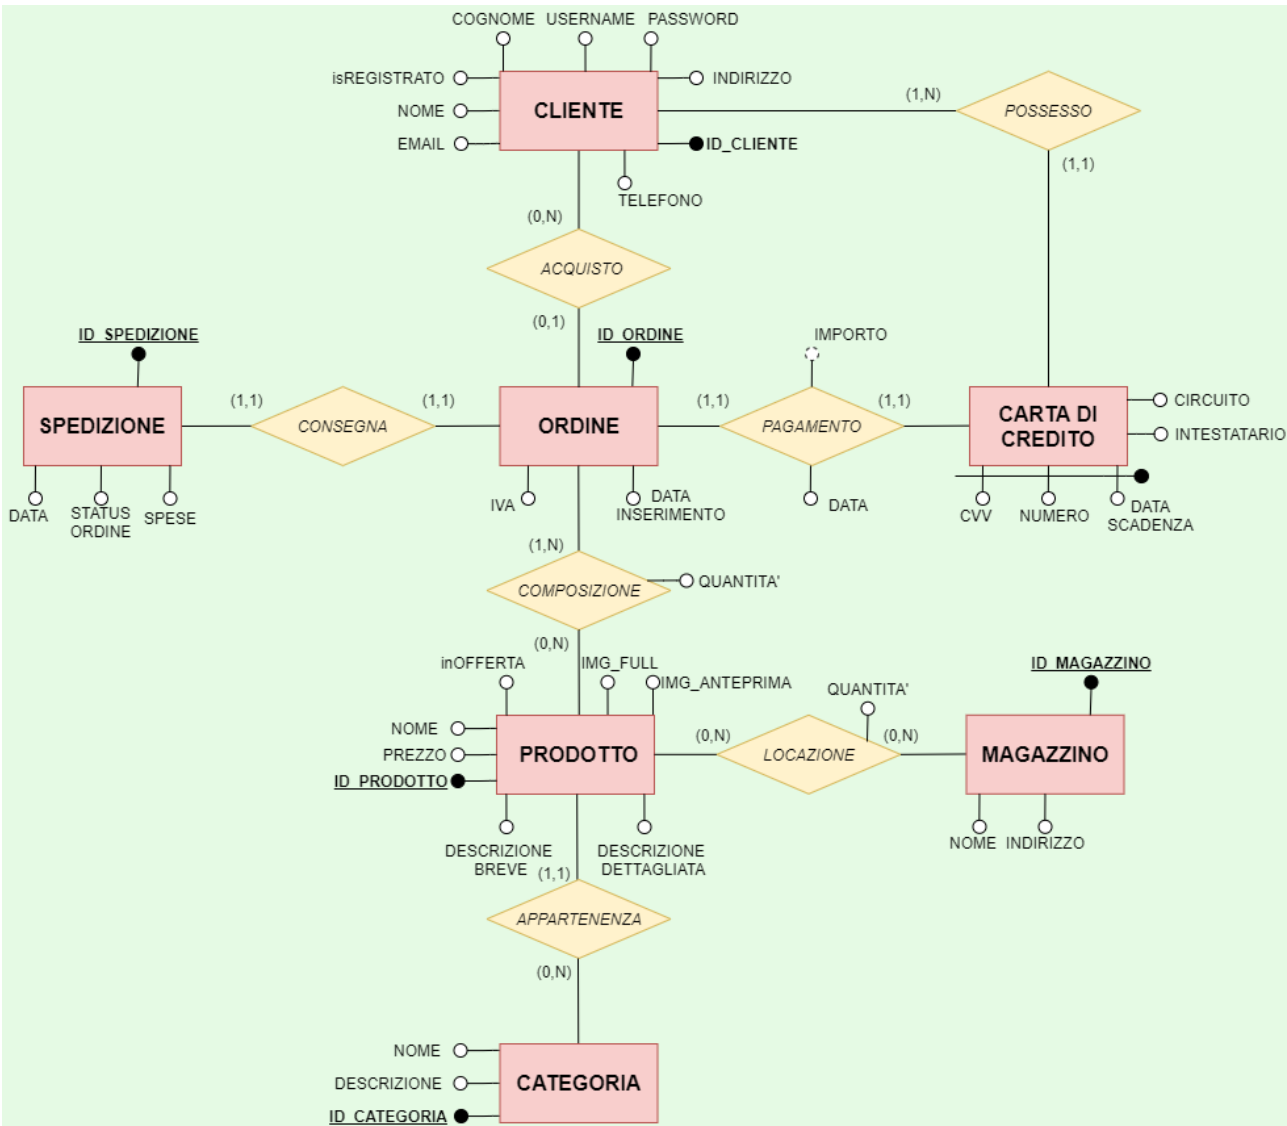 COGNOME USERNAME PASSWORD
isREGISTRATO
INDIRIZZO
NOME
CLIENTE
EMAIL
ID_CLIENTE
TELEFONO
(1,N)
POSSESSO
(1,1)
(0,N)
ACQUISTO
(0,1)
ID_SPEDIZIONE
ID_ORDINE
IMPORTO
SPEDIZIONE
(1,1)
CONSEGNA
(1,1)
ORDINE
(1,1)
PAGAMENTO
(1,1)
CARTA DI
CREDITO
CIRCUITO
INTESTATARIO
DATA
STATUS
ORDINE
SPESE
IVA
DATA
INSERIMENTO
DATA
CVV
NUMERO
DATA
SCADENZA
(1,N)
COMPOSIZIONE
QUANTITA'
(0,N)
inOFFERTA
IMG_FULL
IMG_ANTEPRIMA
QUANTITA'
ID_MAGAZZINO
NOME
PREZZO
ID_PRODOTTO
PRODOTTO
(0,N)
LOCAZIONE
(0,N)
MAGAZZINO
DESCRIZIONE
BREVE
DESCRIZIONE
DETTAGLIATA
NOME
INDIRIZZO
(1,1)
APPARTENENZA
(0,N)
NOME
DESCRIZIONE
ID_CATEGORIA
CATEGORIA